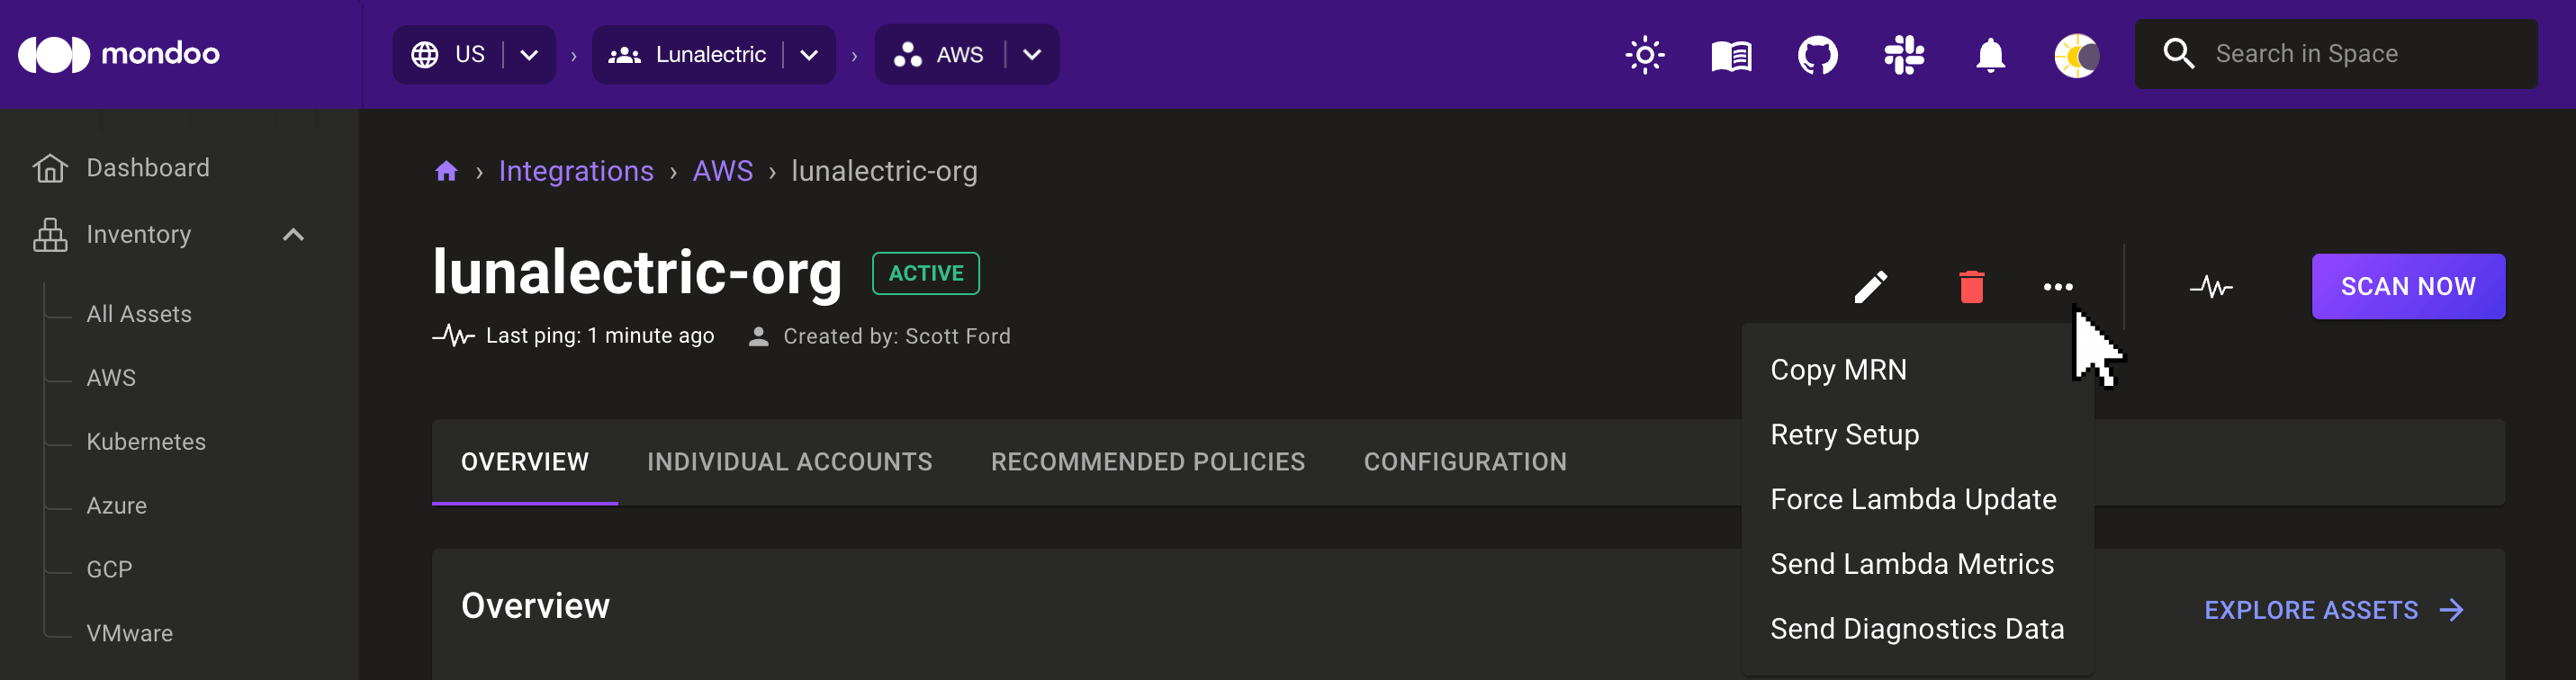 mondoo
US
Lunalectric
AWS
Search in Space
Dashboard
Inventory
All Assets
AWS
Kubernetes
Azure
GCP
VMware
Integrations › AWS › lunalectric-org
lunalectric-org
ACTIVE
Last ping: 1 minute ago
Created by: Scott Ford
SCAN NOW
Copy MRN
Retry Setup
Force Lambda Update
Send Lambda Metrics
Send Diagnostics Data
OVERVIEW
INDIVIDUAL ACCOUNTS
RECOMMENDED POLICIES
CONFIGURATION
Overview
EXPLORE ASSETS